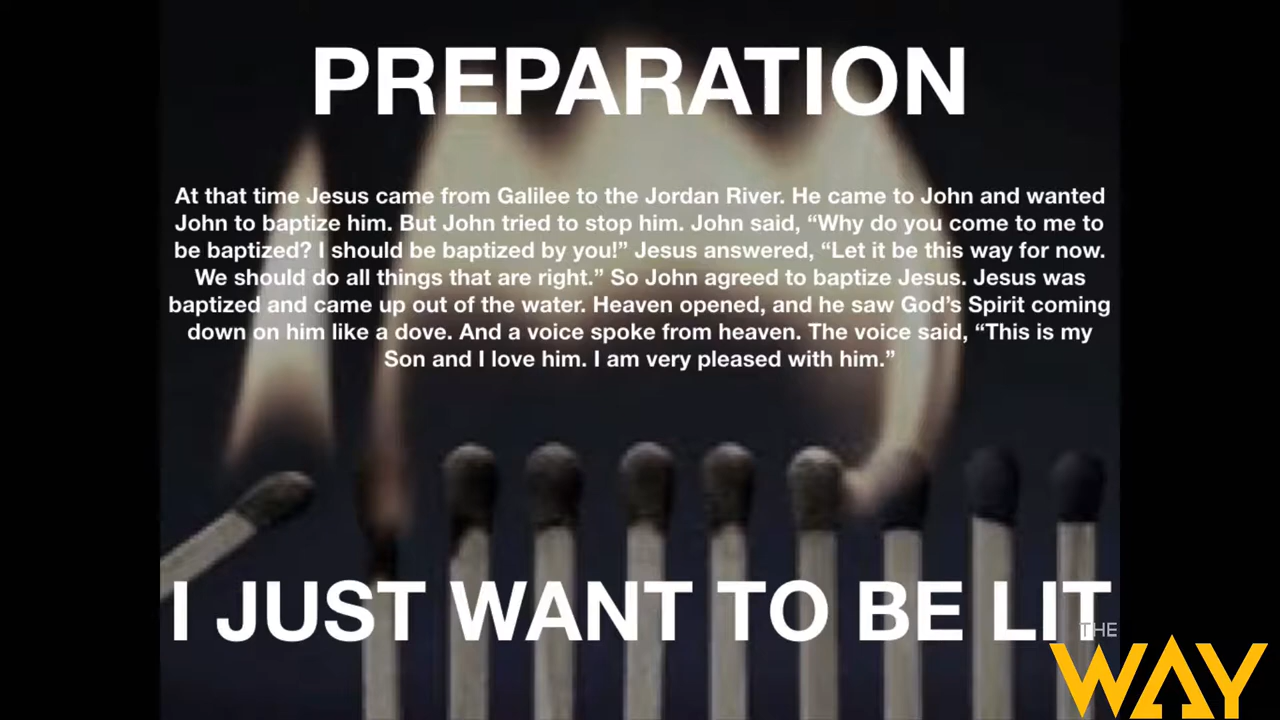 PREPARATION
At that time Jesus came from Galilee to the Jordan River. He came to John and wanted
John to baptize him. But John tried to stop him. John said, “Why do you come to me to
be baptized? I should be baptized by you!” Jesus answered, “Let it be this way for now.
We should do all things that are right.” So John agreed to baptize Jesus. Jesus was
baptized and came up out of the water. Heaven opened, and he saw God’s Spirit coming
down on him like a dove. And a voice spoke from heaven. The voice said, “This is my
Son and I love him. I am very pleased with him.”
I JUST WANT TO BE LIT
THE
WAY